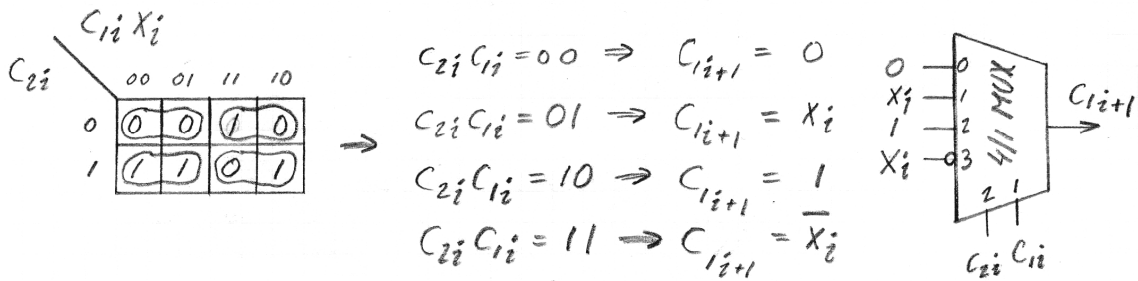 C₁ᵢ Xᵢ
C₂ᵢ
00 01 11 10
0 0 0 1 0
1 1 1 0 1
→
C₂ᵢ C₁ᵢ = 00 ⇒ C₁ᵢ₊₁ = 0
C₂ᵢ C₁ᵢ = 01 → C₁ᵢ₊₁ = Xᵢ
C₂ᵢ C₁ᵢ = 10 → C₁ᵢ₊₁ = 1
C₂ᵢ C₁ᵢ = 11 → C₁ᵢ₊₁ = X̅ᵢ
0 0
Xᵢ 1
1 2
Xᵢ 3
4/1 MUX
2 1
C₂ᵢ C₁ᵢ
C₁ᵢ₊₁